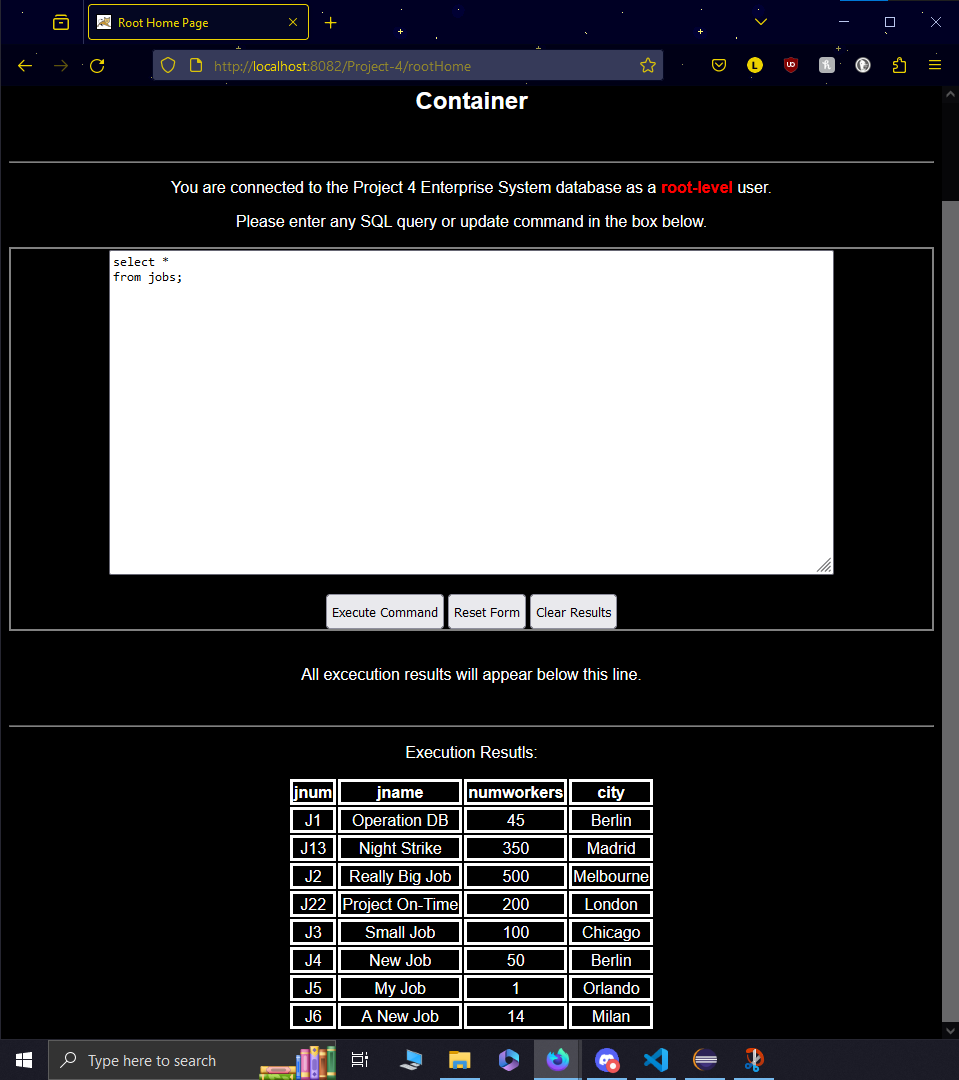 Root Home Page
http://localhost:8082/Project-4/rootHome
Container
You are connected to the Project 4 Enterprise System database as a root-level user.
Please enter any SQL query or update command in the box below.
select *
from jobs;
Execute Command Reset Form Clear Results
All excecution results will appear below this line.
Execution Resutls:
jnum jname numworkers city
J1 Operation DB 45 Berlin
J13 Night Strike 350 Madrid
J2 Really Big Job 500 Melbourne
J22 Project On-Time 200 London
J3 Small Job 100 Chicago
J4 New Job 50 Berlin
J5 My Job 1 Orlando
J6 A New Job 14 Milan
Type here to search